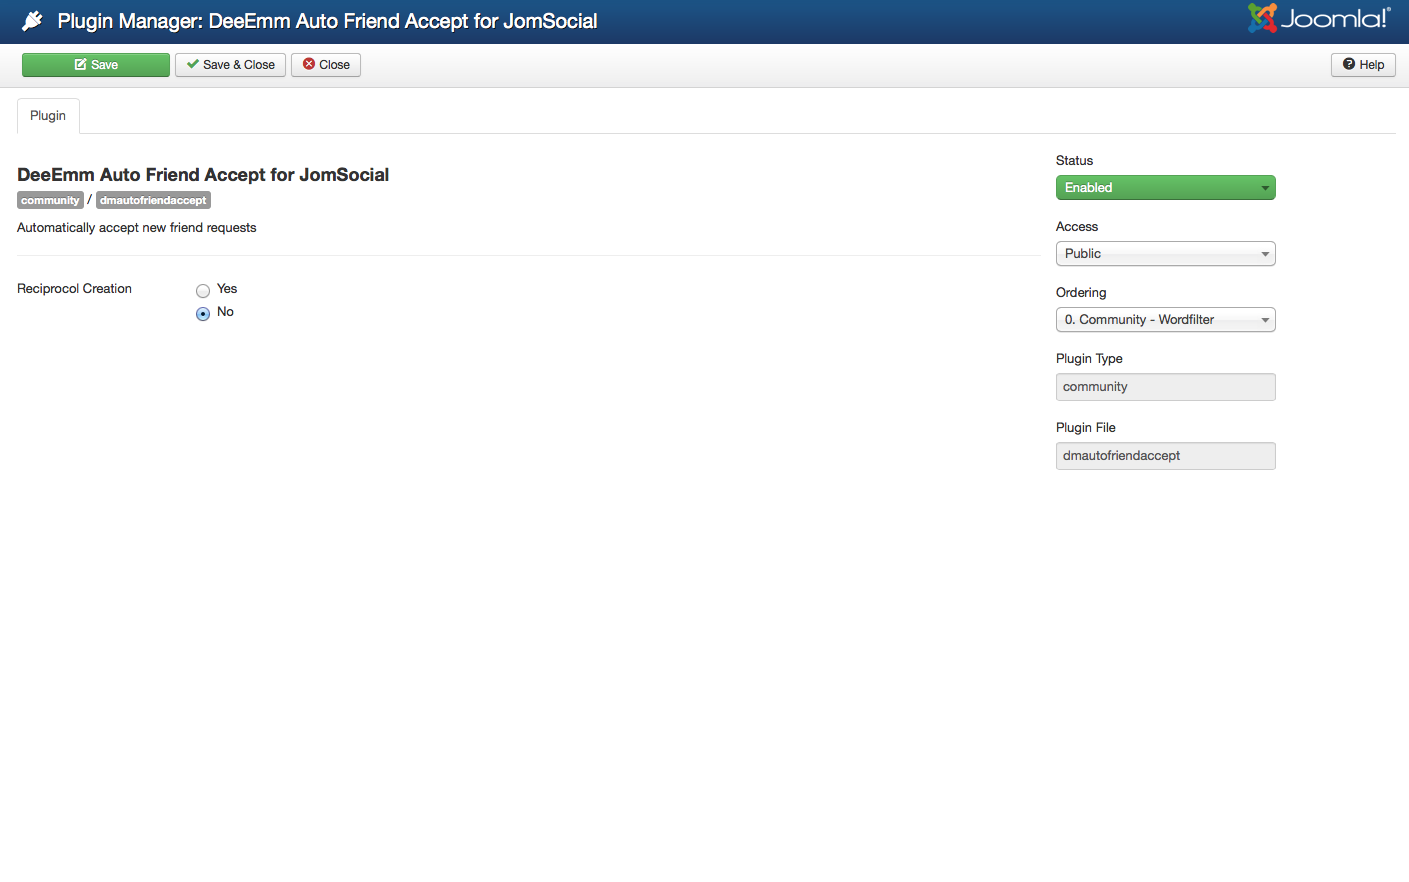 Plugin Manager: DeeEmm Auto Friend Accept for JomSocial
Joomla!®
Save
Save & Close
Close
Help
Plugin
DeeEmm Auto Friend Accept for JomSocial
community / dmautofriendaccept
Automatically accept new friend requests
Reciprocol Creation
Yes
No
Status
Enabled
Access
Public
Ordering
0. Community - Wordfilter
Plugin Type
community
Plugin File
dmautofriendaccept